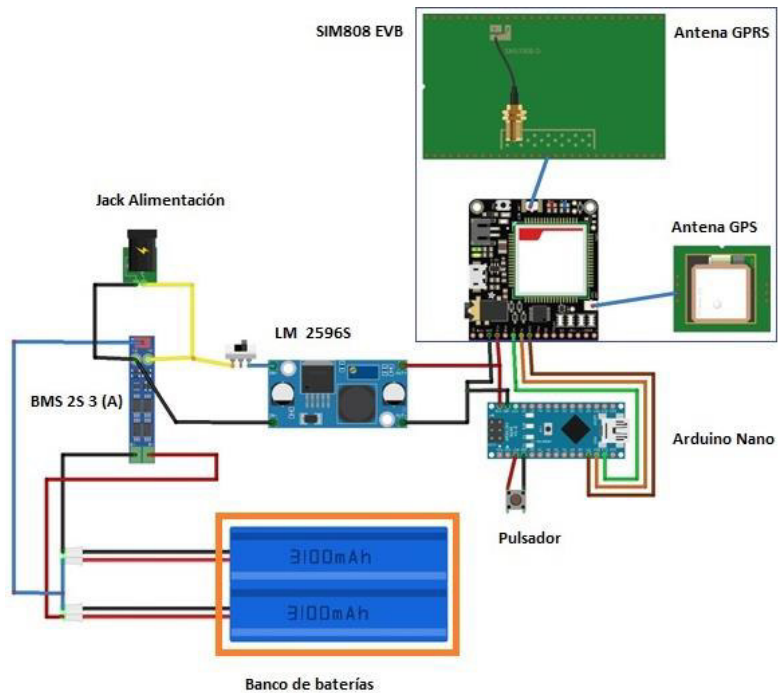 SIM808 EVB
Antena GPRS
Jack Alimentación
Antena GPS
LM 2596S
BMS 2S 3 (A)
Arduino Nano
Pulsador
3100mAh
3100mAh
Banco de baterías